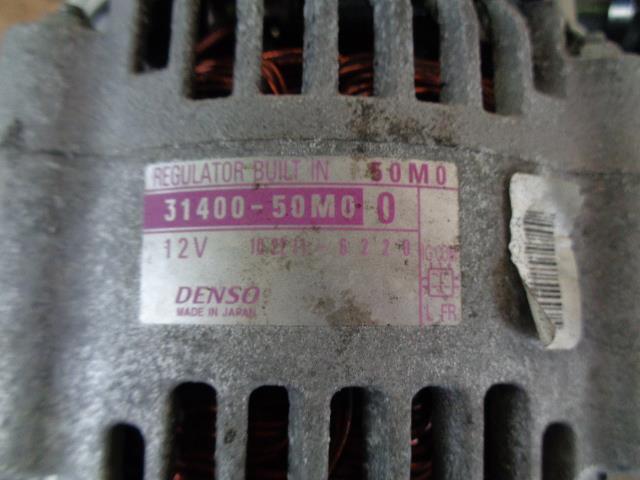 REGULATOR BUILT IN 50M0
31400-50M0 0
12V
DENSO
MADE IN JAPAN
L FR